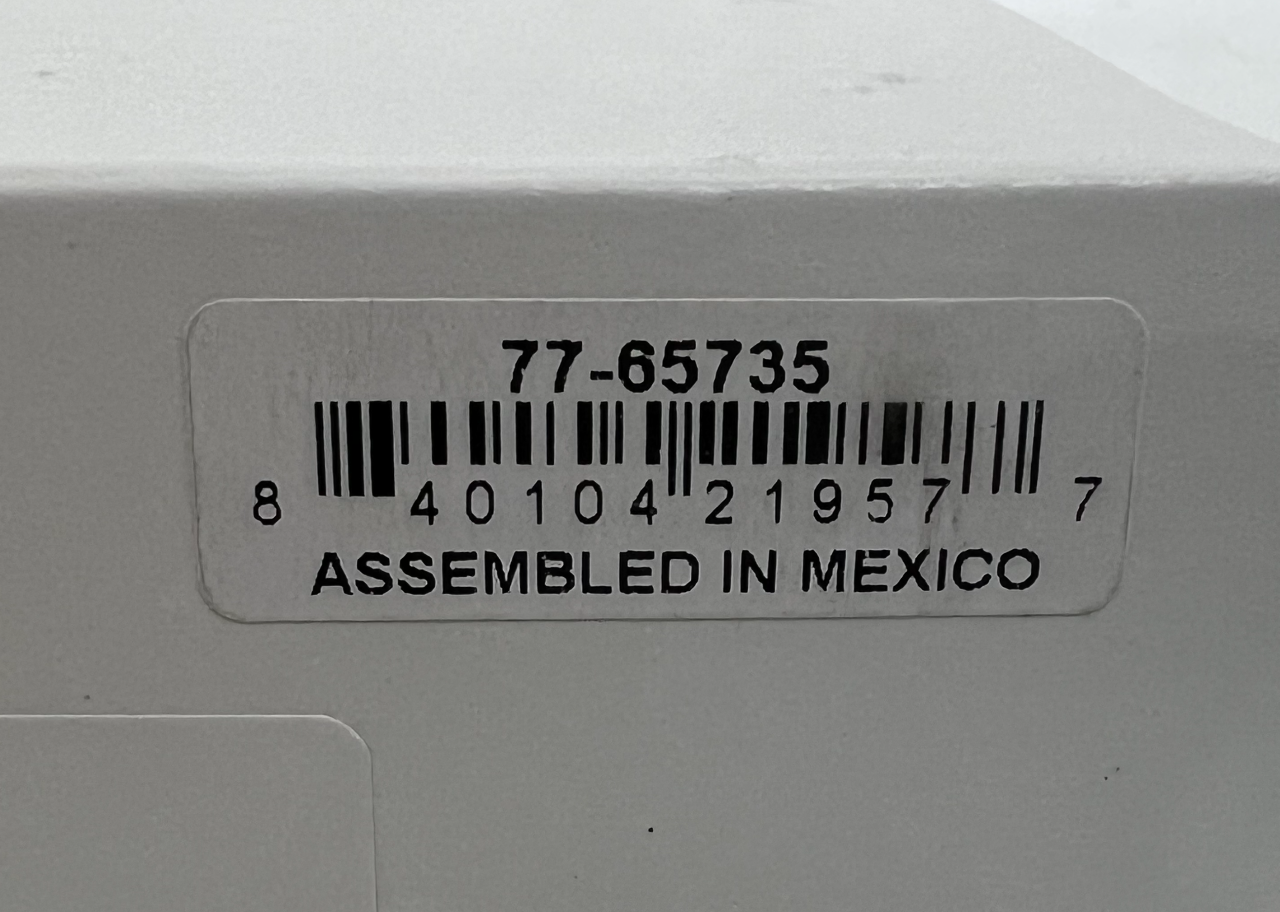 77-65735
8 40104 21957 7
ASSEMBLED IN MEXICO